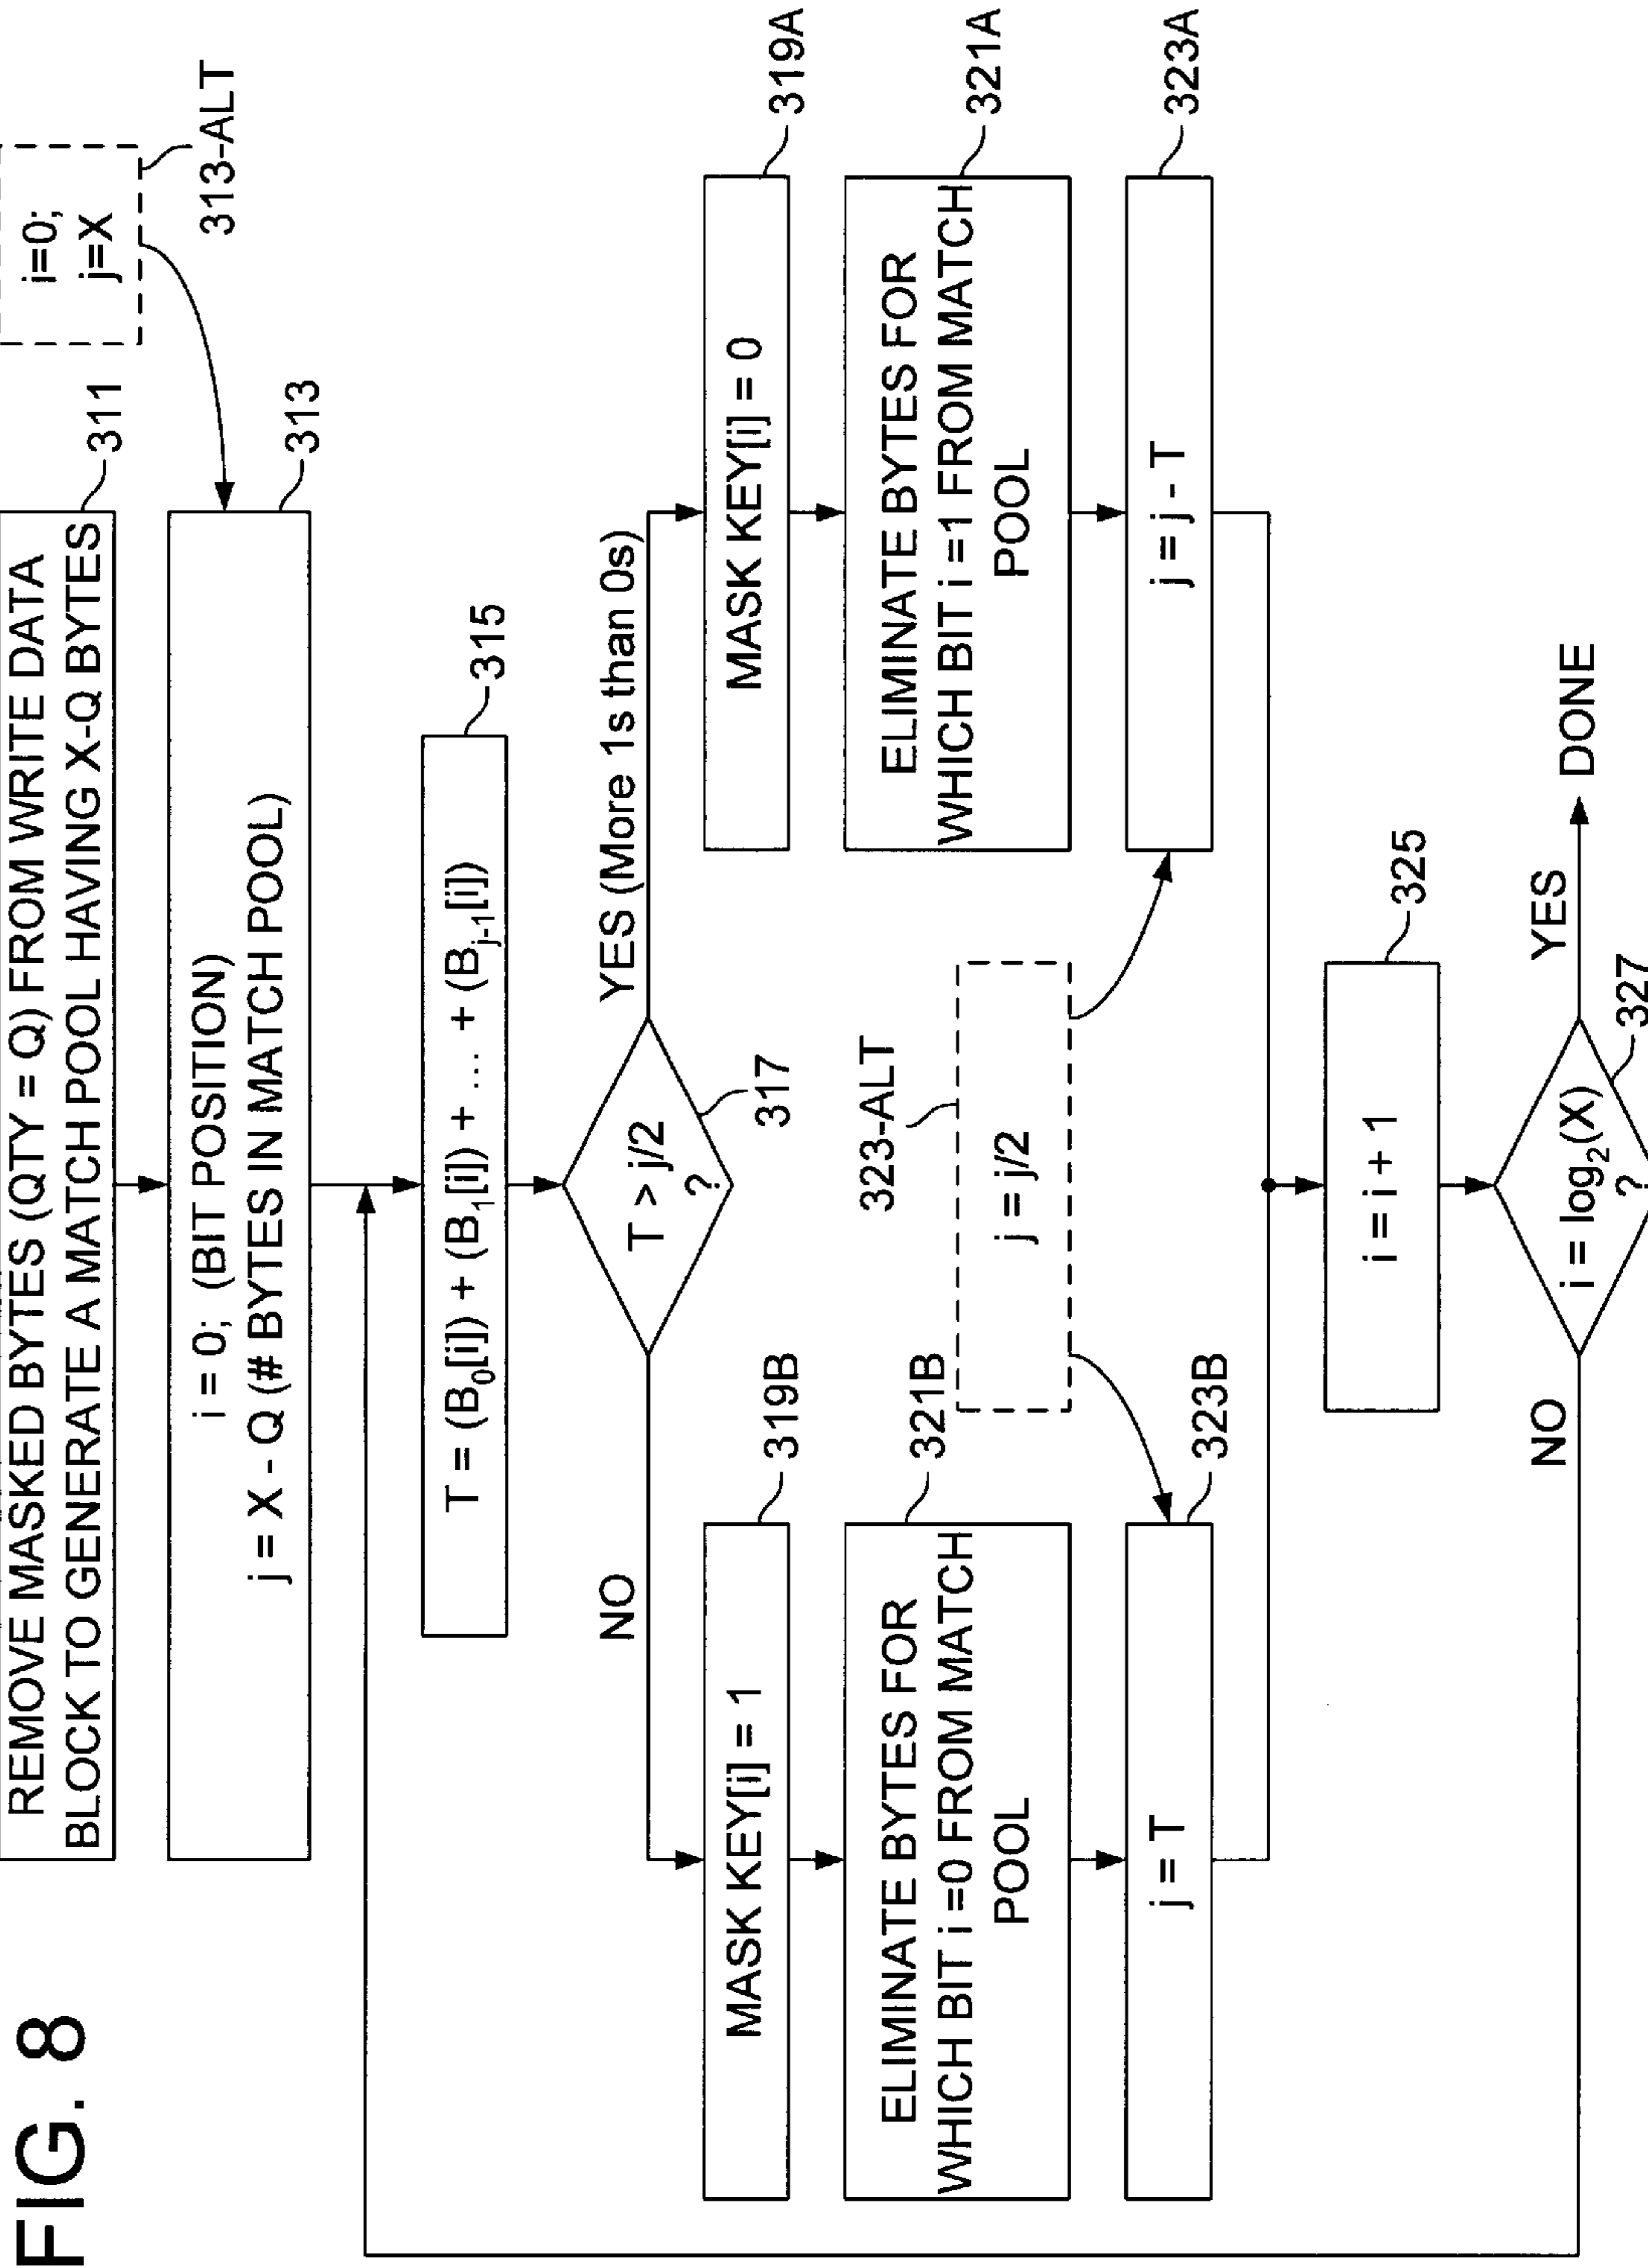 FIG. 8
REMOVE MASKED BYTES (QTY = Q) FROM WRITE DATA
BLOCK TO GENERATE A MATCH POOL HAVING X-Q BYTES
311
i=0;
j=X
313-ALT
i = 0; (BIT POSITION)
j = X - Q (# BYTES IN MATCH POOL)
313
T = (B0[i]) + (B1[i]) + ... + (Bj-1[i])
315
T > j/2
?
317
NO
YES (More 1s than 0s)
MASK KEY[i] = 1
319B
MASK KEY[i] = 0
319A
ELIMINATE BYTES FOR
WHICH BIT i =0 FROM MATCH
POOL
321B
ELIMINATE BYTES FOR
WHICH BIT i =1 FROM MATCH
POOL
321A
323-ALT
j = j/2
j = T
323B
j = j - T
323A
i = i + 1
325
i = log2(X)
?
327
NO
YES
DONE